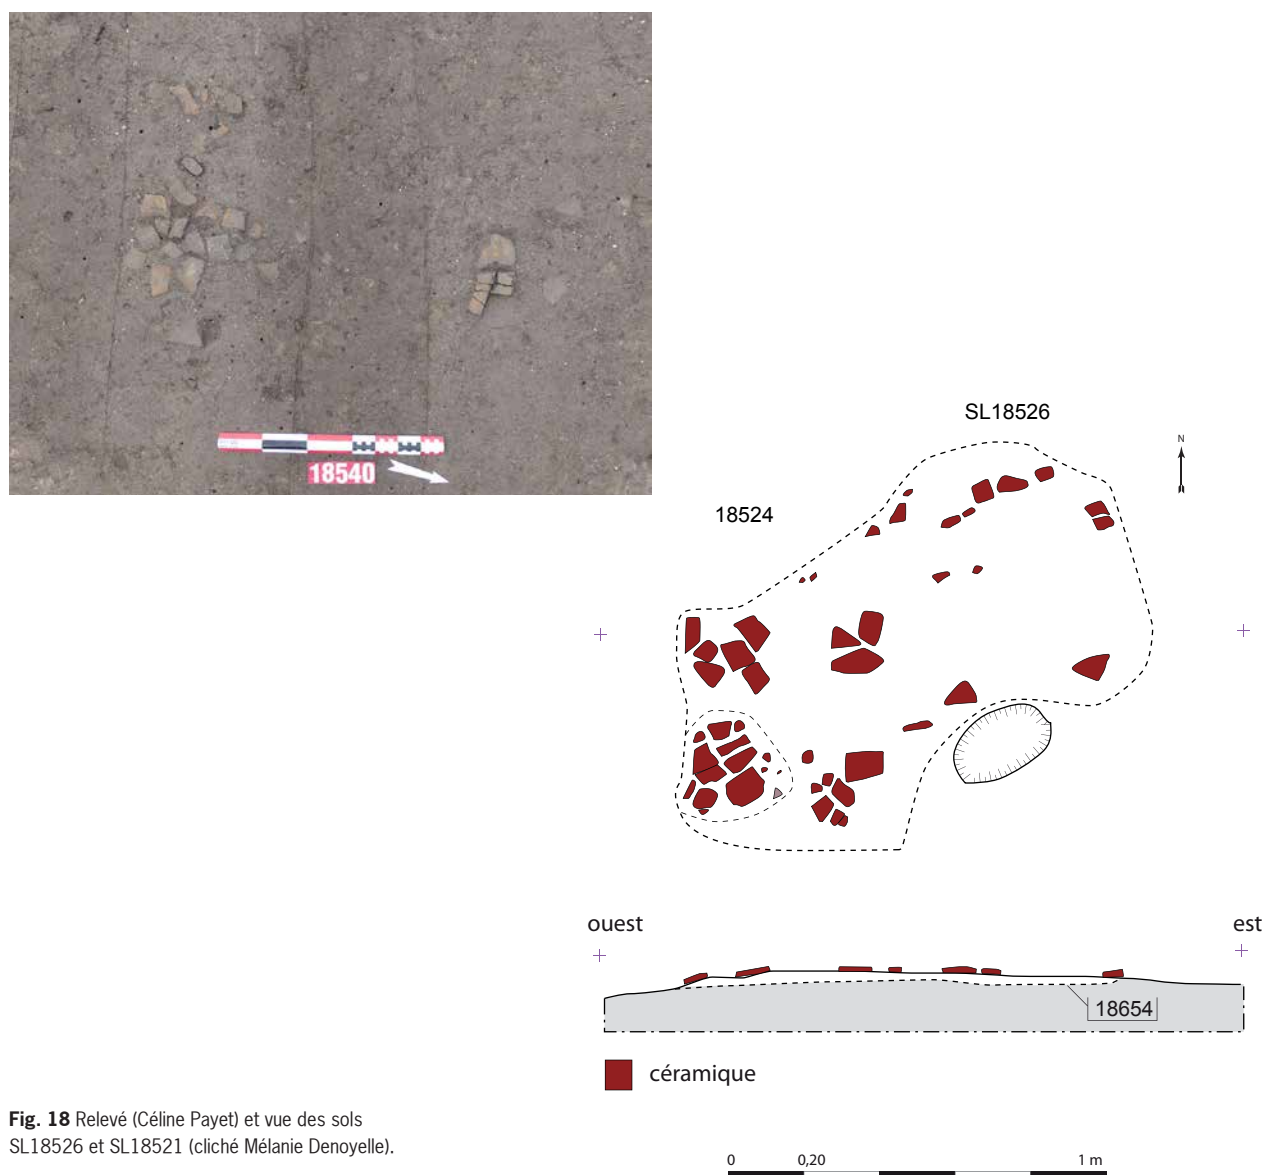 18540
SL18526
N
18524
ouest
est
18654
céramique
Fig. 18 Relevé (Céline Payet) et vue des sols
SL18526 et SL18521 (cliché Mélanie Denoyelle).
0 0,20 1 m